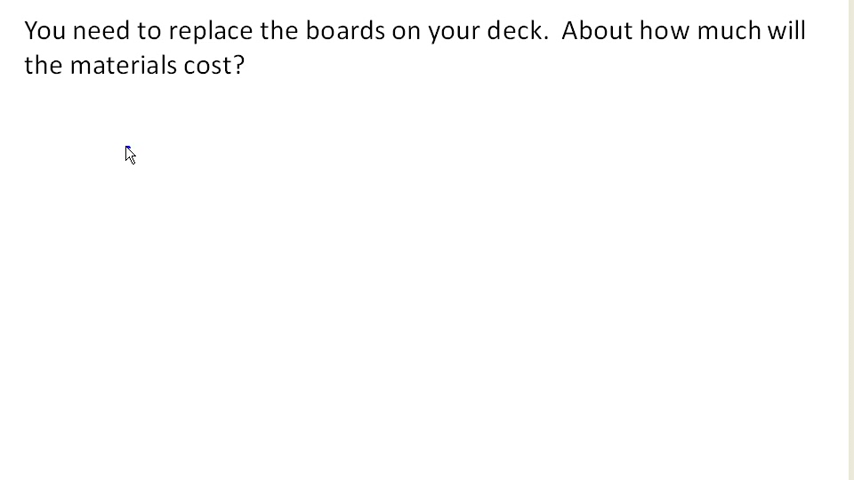 You need to replace the boards on your deck.  About how much will
the materials cost?